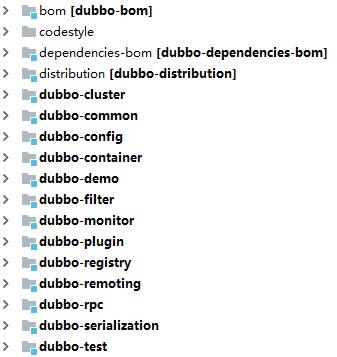 bom [dubbo-bom]
codestyle
dependencies-bom [dubbo-dependencies-bom]
distribution [dubbo-distribution]
dubbo-cluster
dubbo-common
dubbo-config
dubbo-container
dubbo-demo
dubbo-filter
dubbo-monitor
dubbo-plugin
dubbo-registry
dubbo-remoting
dubbo-rpc
dubbo-serialization
dubbo-test